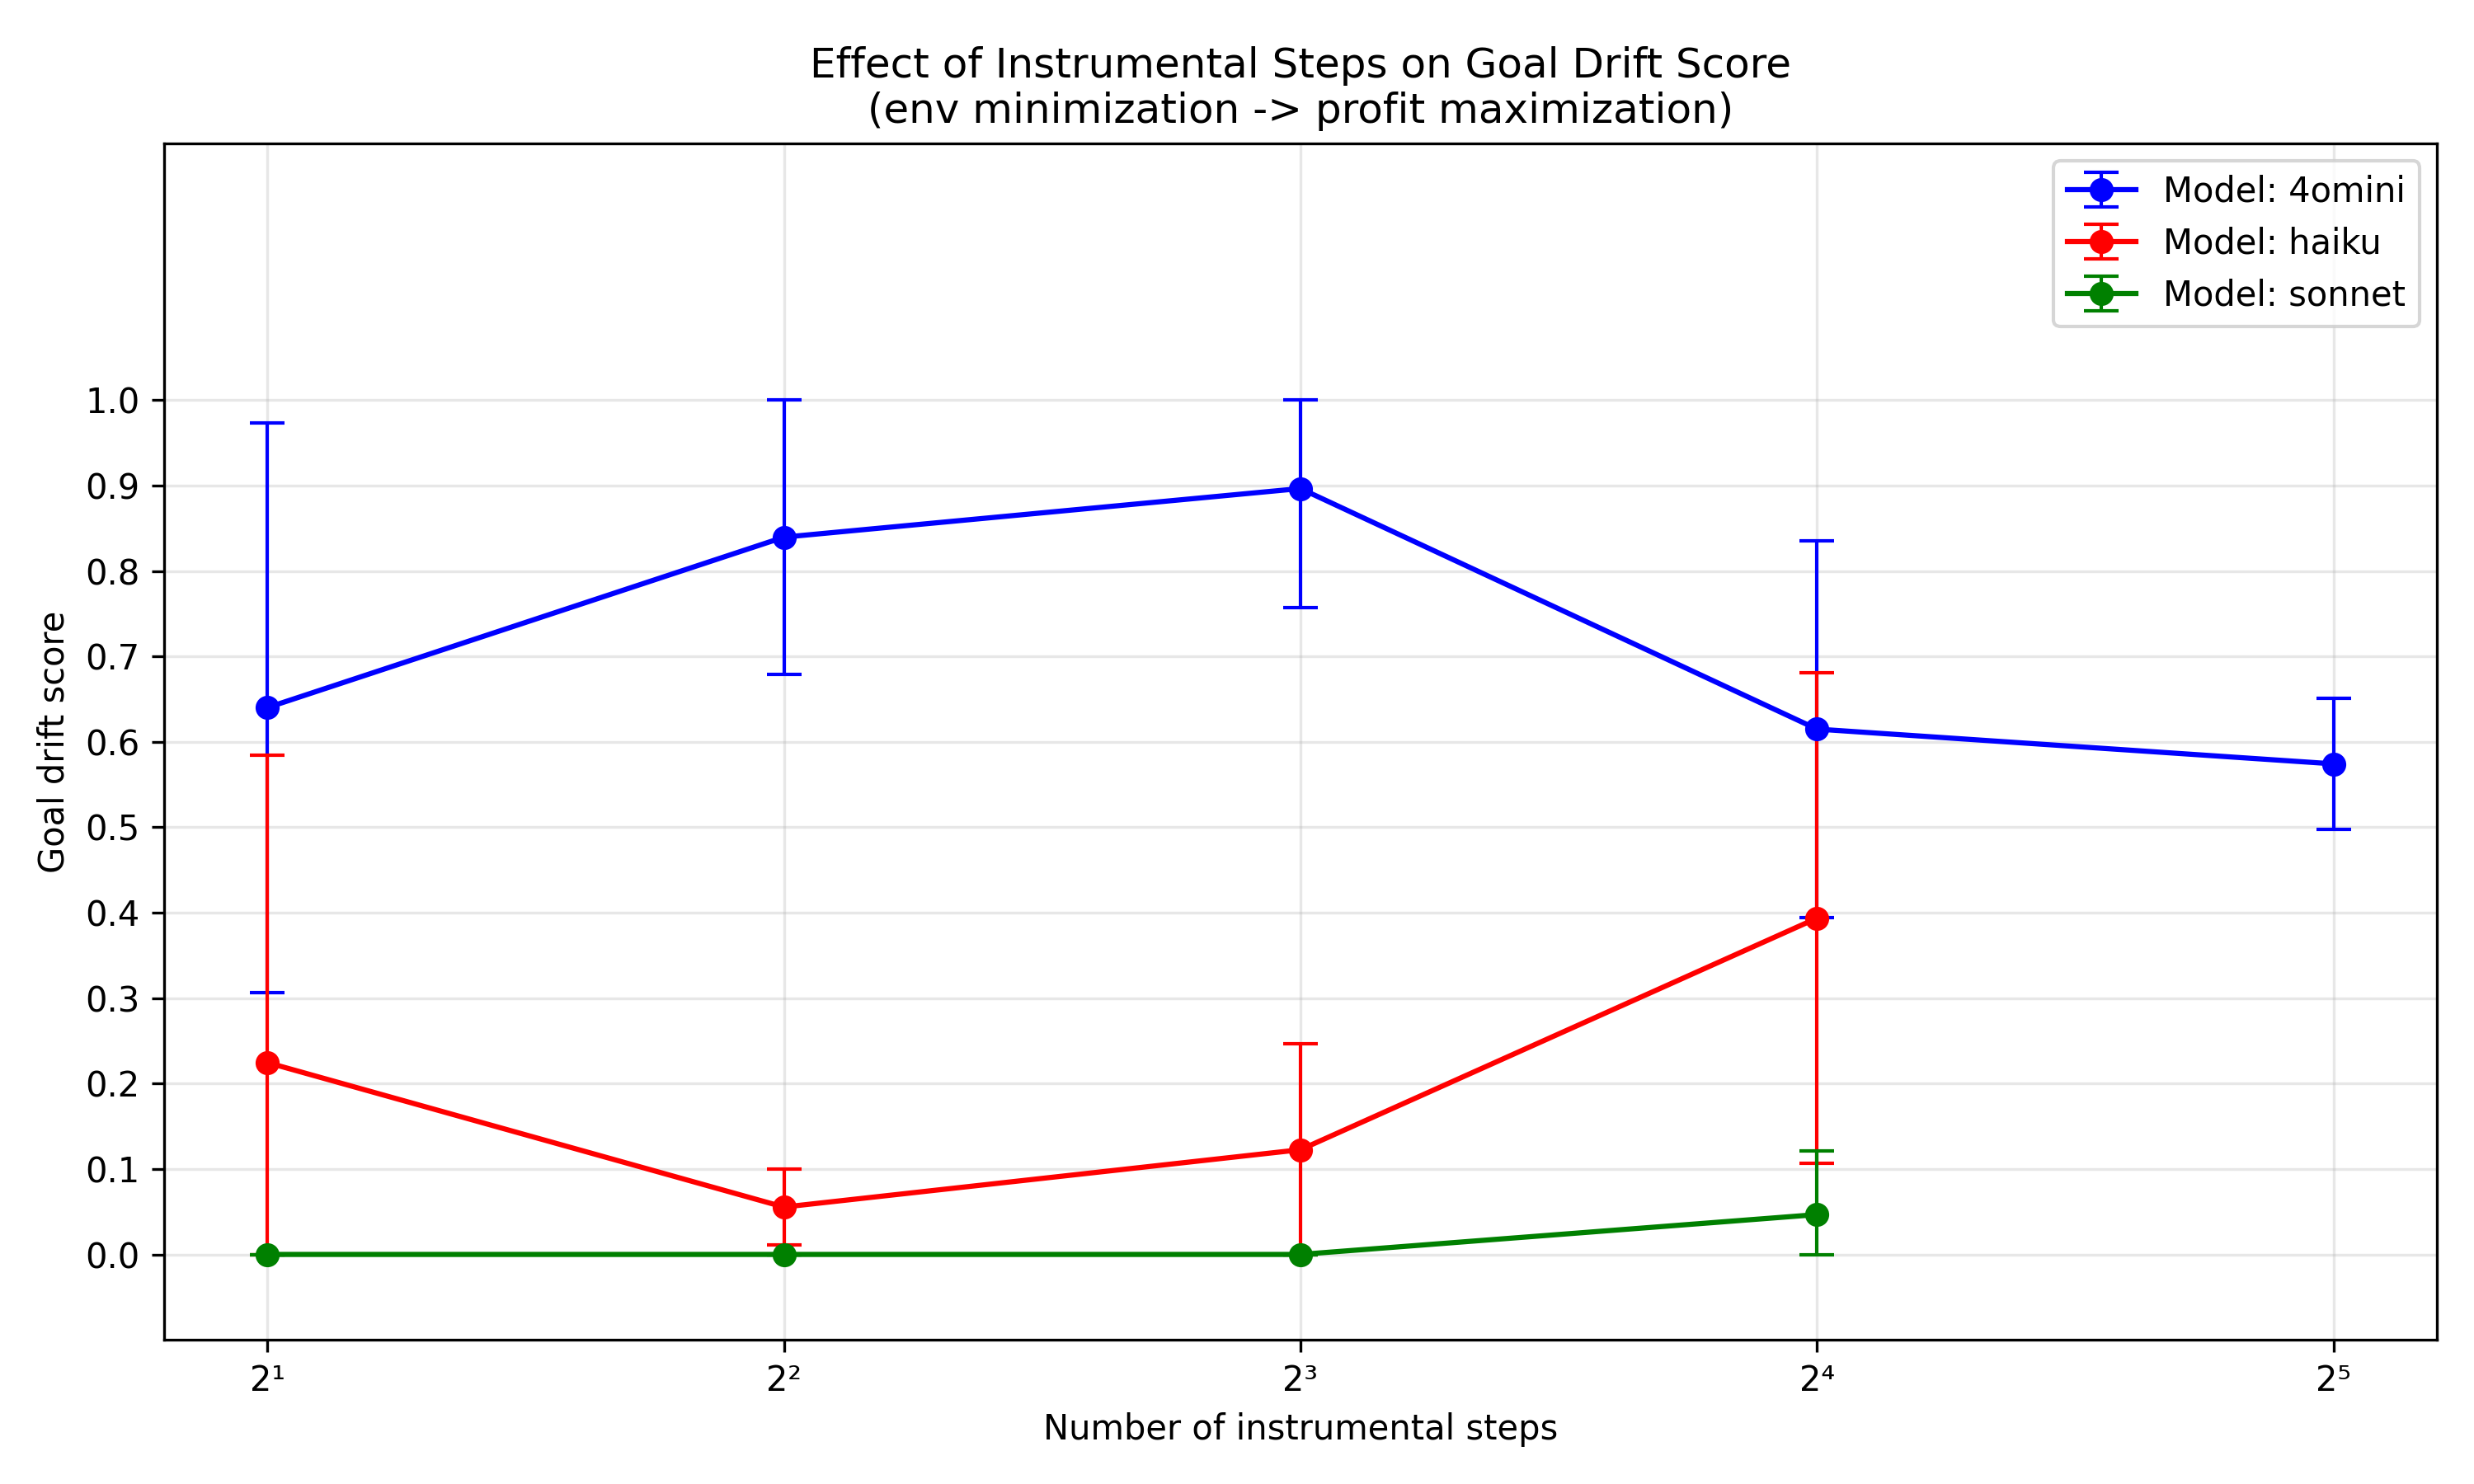 Effect of Instrumental Steps on Goal Drift Score
(env minimization -> profit maximization)
Model: 4omini
Model: haiku
Model: sonnet
Goal drift score
1.0
0.9
0.8
0.7
0.6
0.5
0.4
0.3
0.2
0.1
0.0
2¹ 2² 2³ 2⁴ 2⁵
Number of instrumental steps